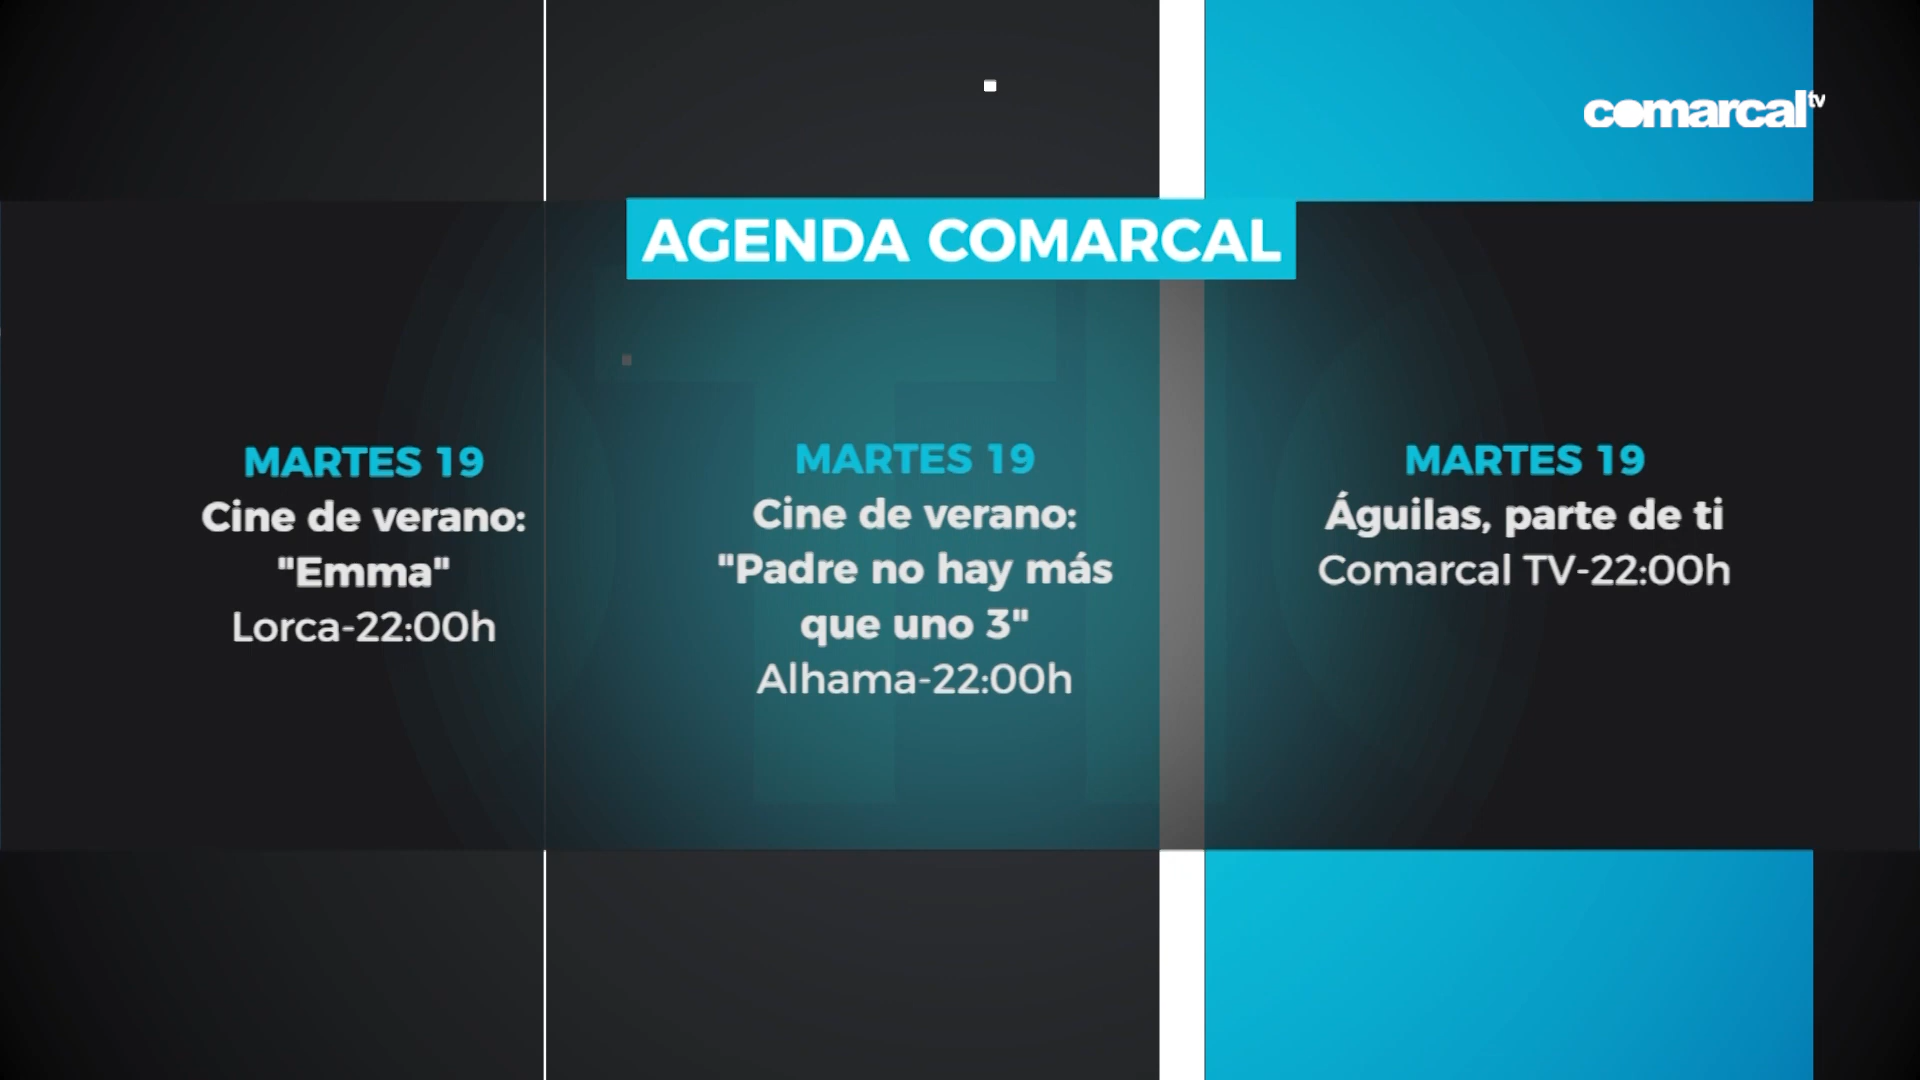 comarcal tv
AGENDA COMARCAL
MARTES 19
Cine de verano:
"Emma"
Lorca-22:00h
MARTES 19
Cine de verano:
"Padre no hay más
que uno 3"
Alhama-22:00h
MARTES 19
Águilas, parte de ti
Comarcal TV-22:00h